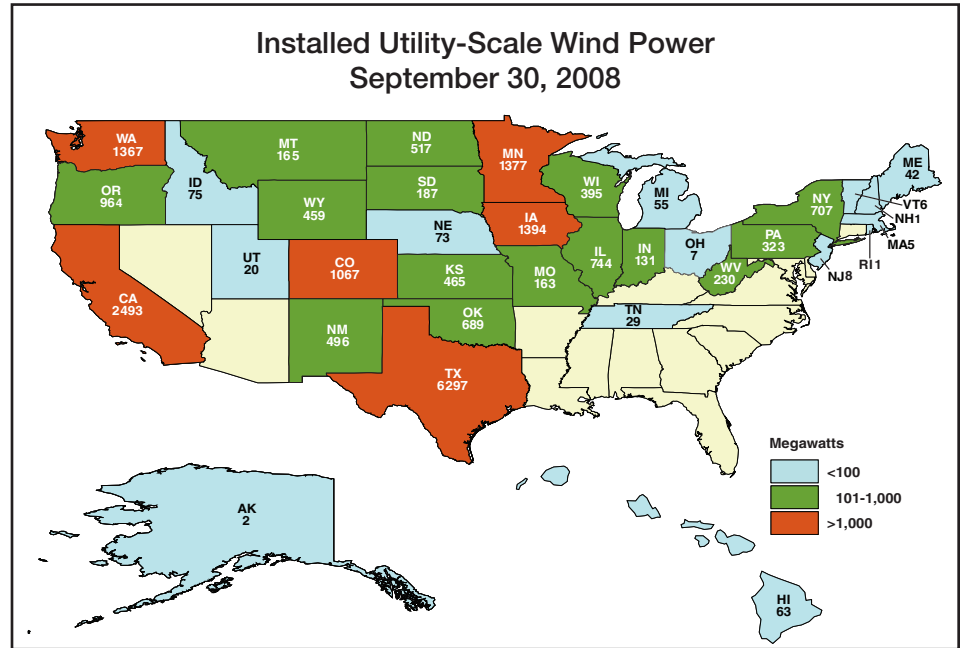 Installed Utility-Scale Wind Power
September 30, 2008
WA
1367
MT
165
ND
517
MN
1377
ME
42
OR
964
ID
75
SD
187
WI
395
MI
55
NY
707
VT6
NH1
WY
459
NE
73
IA
1394
PA
323
MA5
RI1
UT
20
CO
1067
IL
744
IN
131
OH
7
WV
230
NJ8
CA
2493
KS
465
MO
163
NM
496
OK
689
TN
29
TX
6297
Megawatts
<100
101-1,000
>1,000
AK
2
HI
63